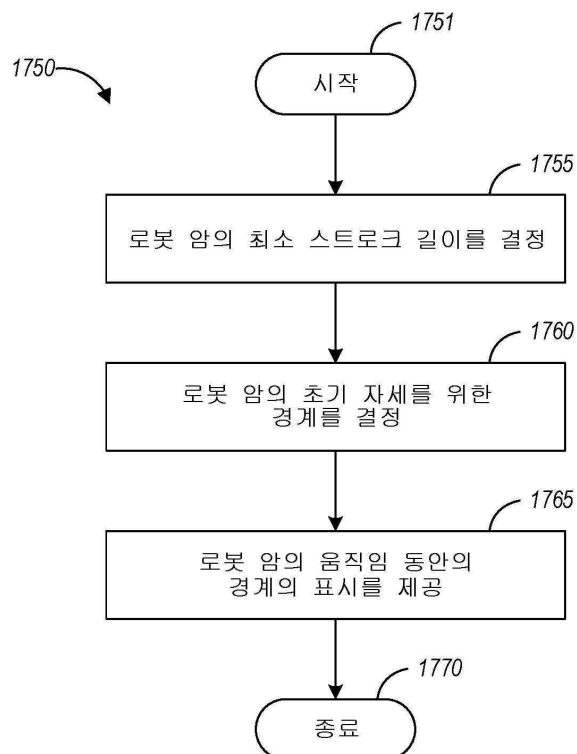 1750
1751
시작
1755
로봇 암의 최소 스트로크 길이를 결정
1760
로봇 암의 초기 자세를 위한
경계를 결정
1765
로봇 암의 움직임 동안의
경계의 표시를 제공
1770
종료